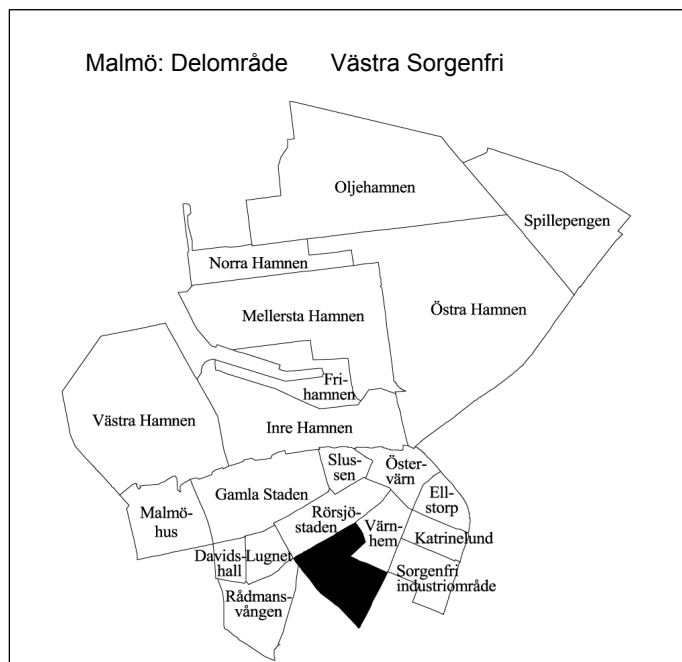 Malmö: Delområde Västra Sorgenfri
Oljehamnen
Spillepengen
Norra Hamnen
Östra Hamnen
Mellersta Hamnen
Fri-
hamnen
Västra Hamnen
Inre Hamnen
Slus-
sen
Öster-
värn
Ell-
storp
Gamla Staden
Malmö-
hus
Rörsjö-
staden
Värn-
hem
Katrinelund
Davids-
hall
Lugnet
Sorgenfri
industriområde
Rådmans-
vången